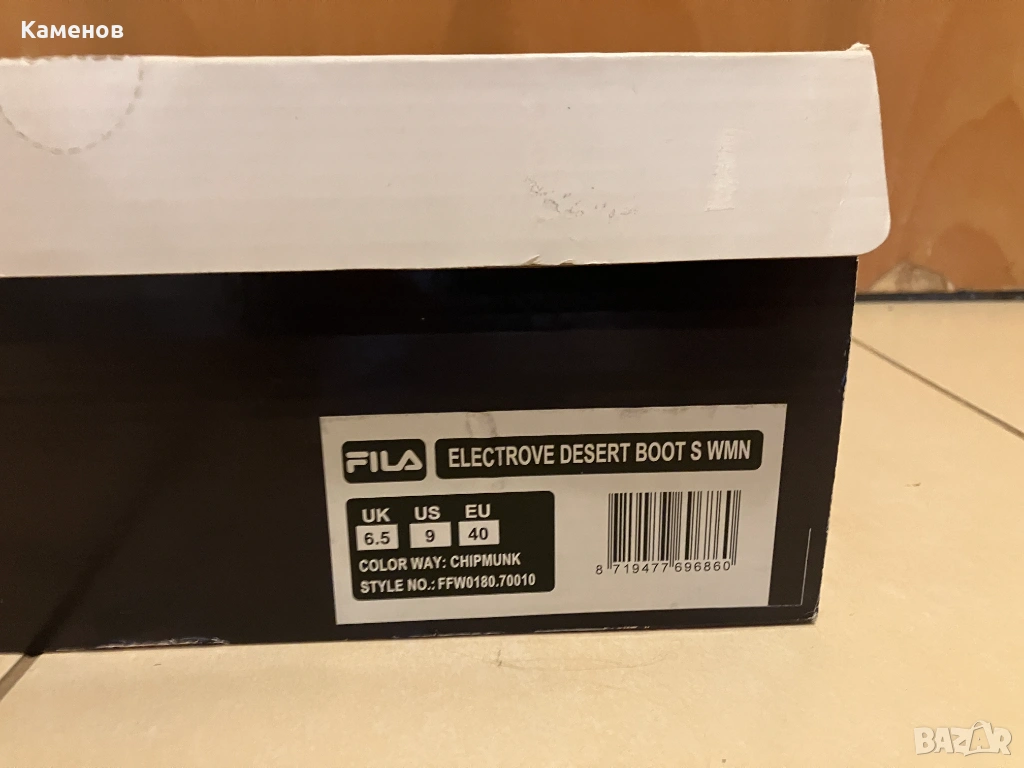 Каменов
FILA
ELECTROVE DESERT BOOT S WMN
UK US EU
6.5 9 40
COLOR WAY: CHIPMUNK
STYLE NO.: FFW0180.70010
8 719477 696860
BAZAR